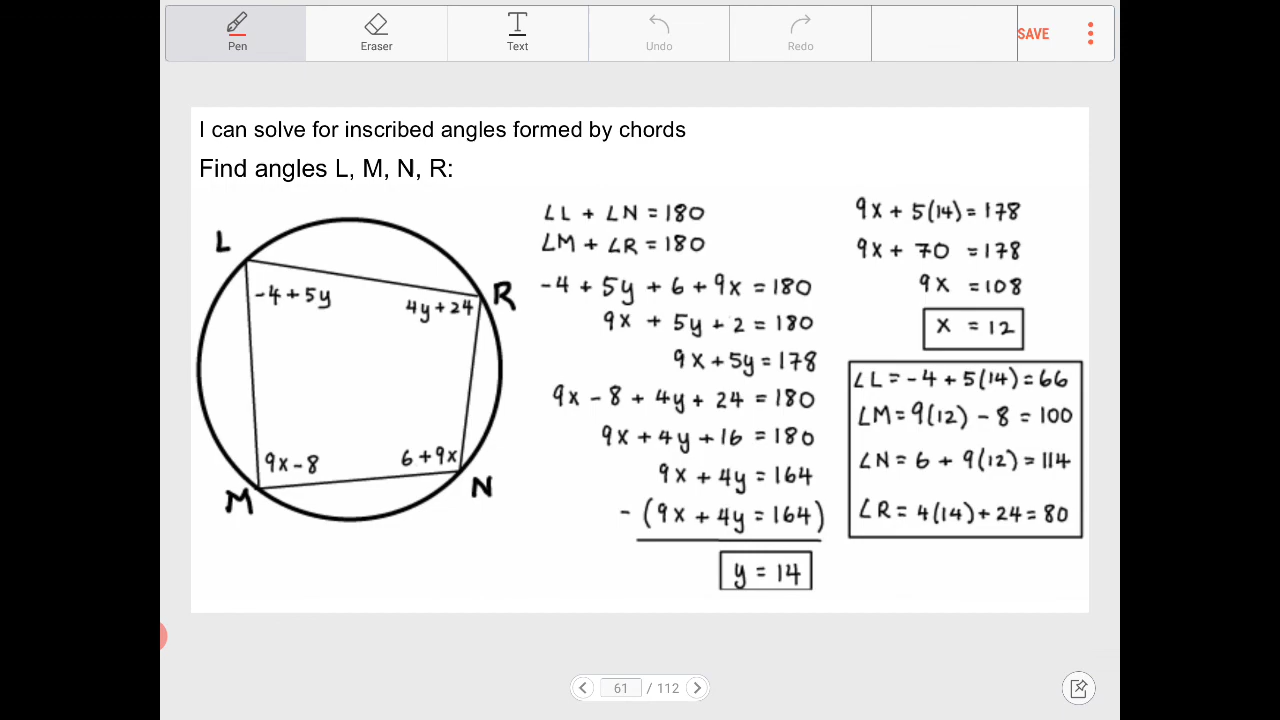 Pen
Eraser
Text
Undo
Redo
SAVE
I can solve for inscribed angles formed by chords
Find angles L, M, N, R:
L
-4+5y
4y+24
R
9x-8
6+9x
M
N
∠L + ∠N = 180
∠M + ∠R = 180
-4 + 5y + 6 + 9x = 180
9x + 5y + 2 = 180
9x + 5y = 178
9x - 8 + 4y + 24 = 180
9x + 4y + 16 = 180
9x + 4y = 164
- (9x + 4y = 164)
y = 14
9x + 5(14) = 178
9x + 70 = 178
9x = 108
x = 12
∠L = -4 + 5(14) = 66
∠M = 9(12) - 8 = 100
∠N = 6 + 9(12) = 114
∠R = 4(14) + 24 = 80
61 / 112